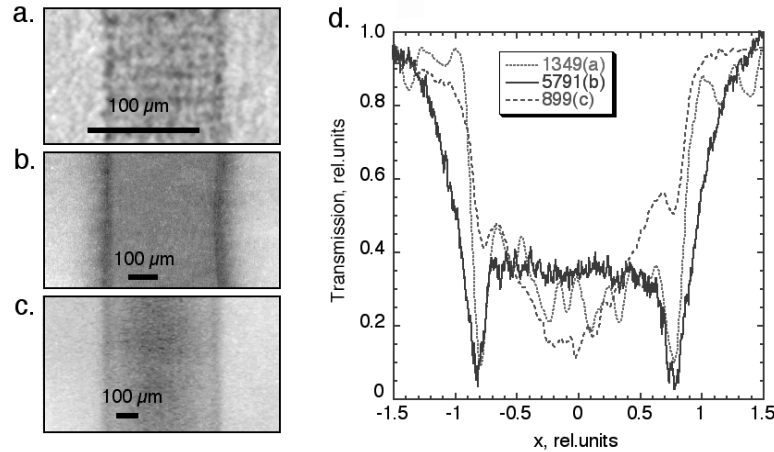 a.
100 µm
b.
100 µm
c.
100 µm
d.
Transmission, rel.units
1.0
0.8
0.6
0.4
0.2
0
1349(a)
5791(b)
899(c)
-1.5
-1
-0.5
0
0.5
1
1.5
x, rel.units